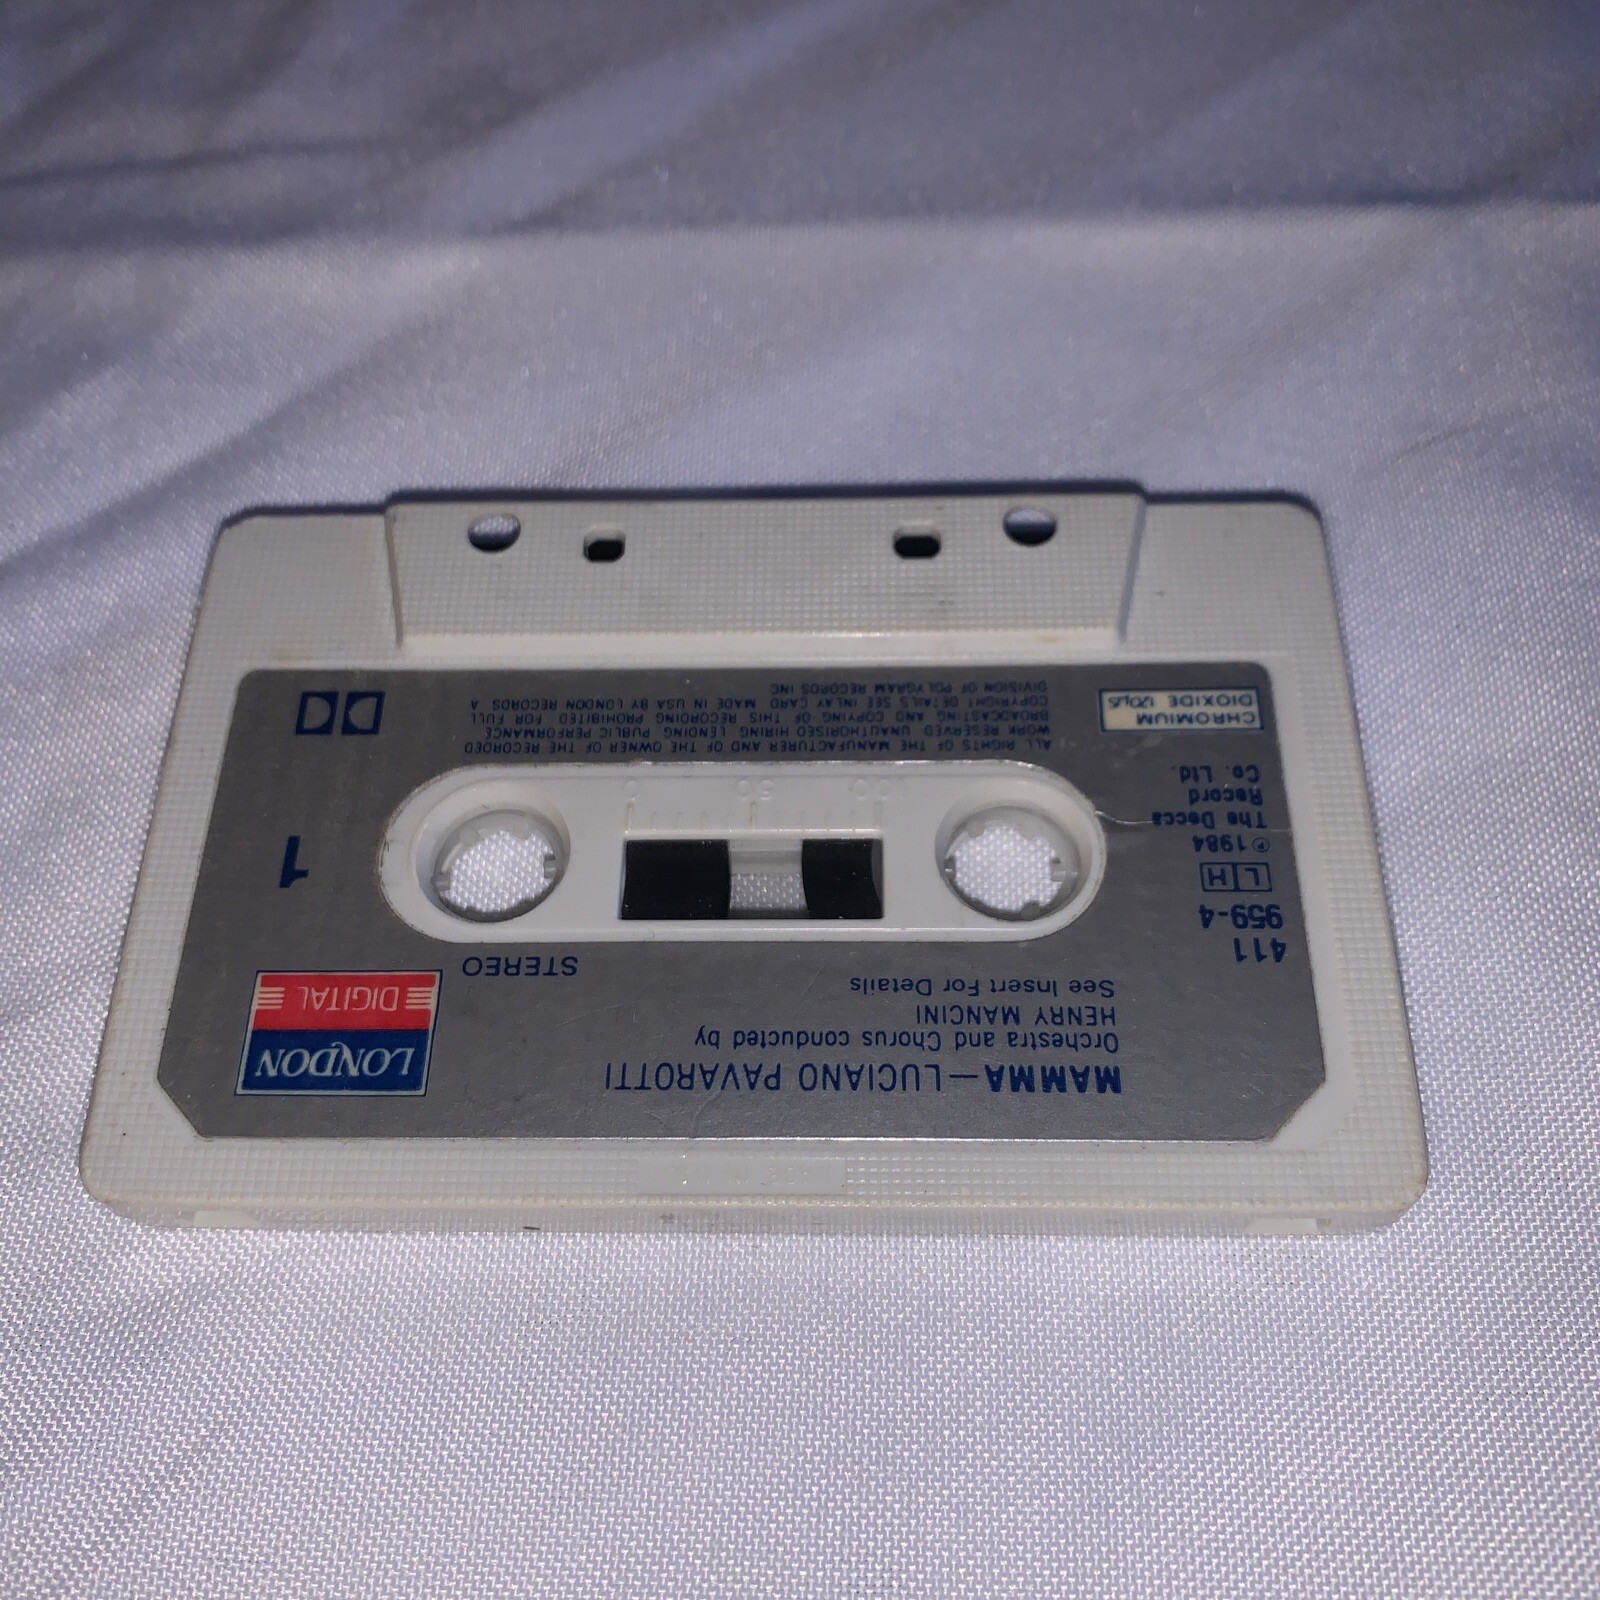 MAMMA—LUCIANO PAVAROTTI
Orchestra and Chorus conducted by
HENRY MANCINI
See Insert For Details
LONDON
DIGITAL
STEREO
411
959-4
L H
℗ 1984
The Decca
Record
Co. Ltd.
1
100 50 0
ALL RIGHTS OF THE MANUFACTURER AND OF THE OWNER OF THE RECORDED
WORK RESERVED UNAUTHORISED HIRING LENDING PUBLIC PERFORMANCE
BROADCASTING AND COPYING OF THIS RECORDING PROHIBITED FOR FULL
COPYRIGHT DETAILS SEE INLAY CARD MADE IN USA BY LONDON RECORDS A
DIVISION OF POLYGRAM RECORDS INC
CHROMIUM
DIOXIDE 120µs